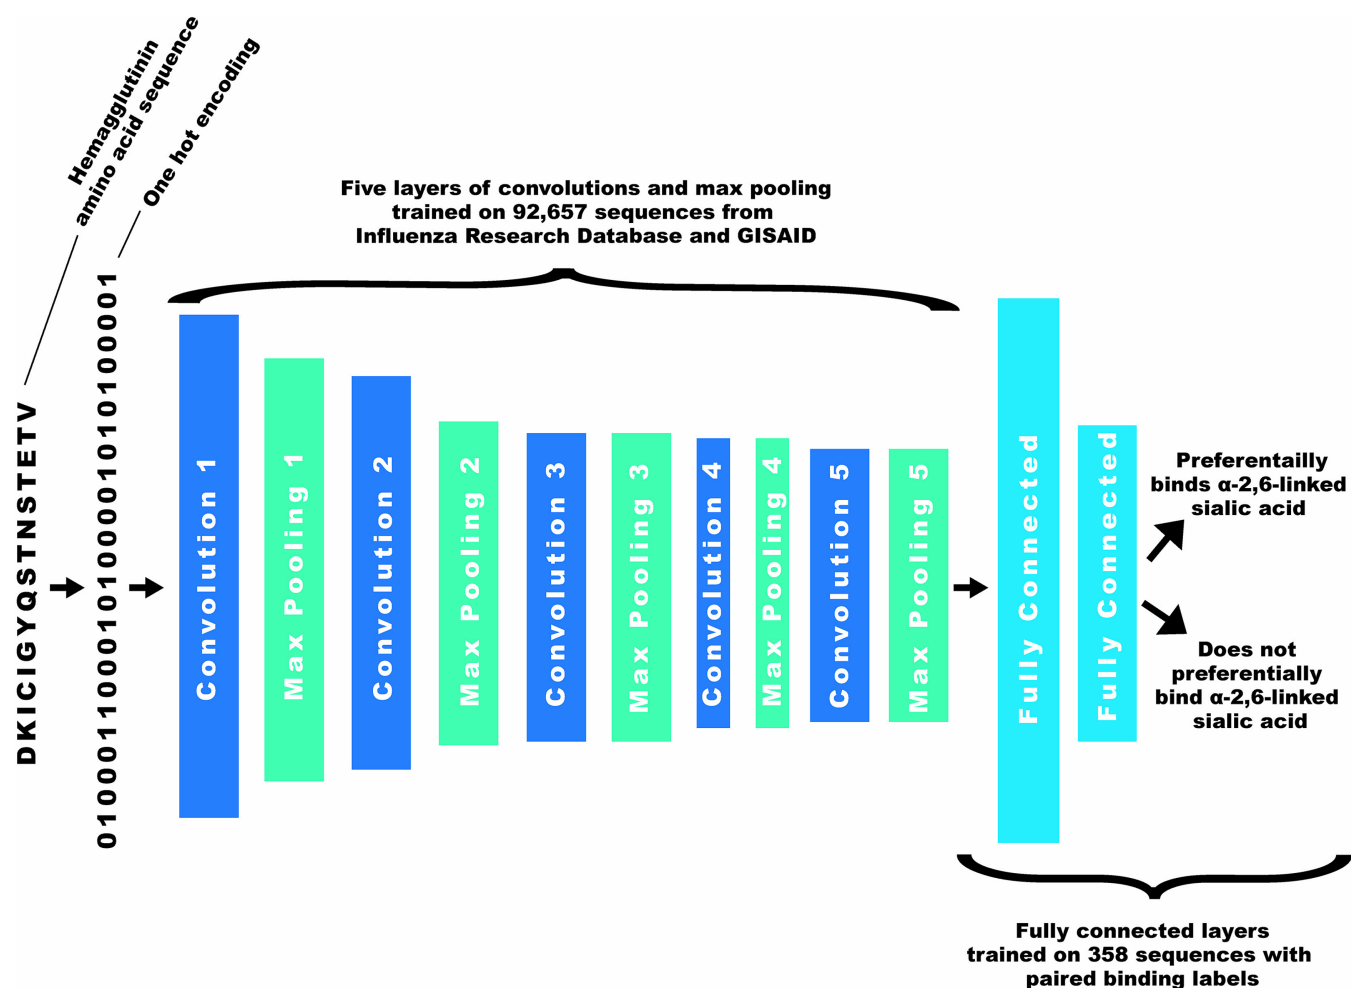 Hemagglutinin
amino acid sequence
One hot encoding
DKICIGYQSTNSTETV
Five layers of convolutions and max pooling
trained on 92,657 sequences from
Influenza Research Database and GISAID
Convolution 1
Max Pooling 1
Convolution 2
Max Pooling 2
Convolution 3
Max Pooling 3
Convolution 4
Max Pooling 4
Convolution 5
Max Pooling 5
Fully Connected
Fully Connected
Preferentailly
binds α-2,6-linked
sialic acid
Does not
preferentially
bind α-2,6-linked
sialic acid
Fully connected layers
trained on 358 sequences with
paired binding labels